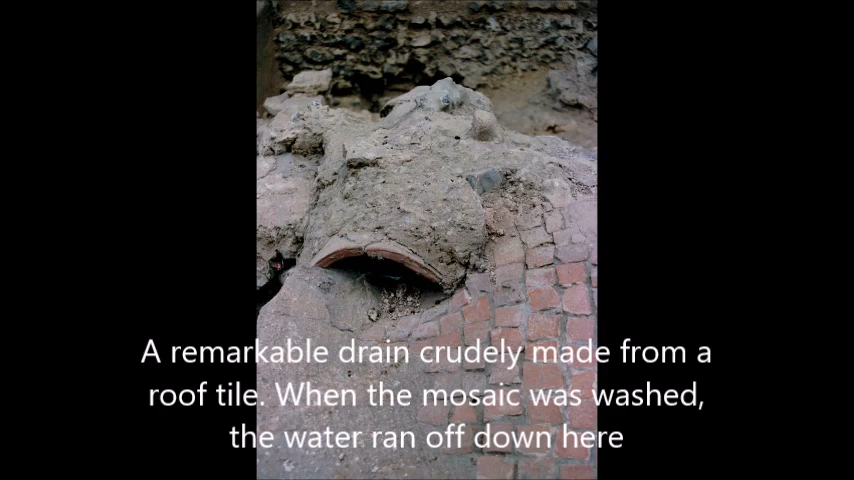 A remarkable drain crudely made from a
roof tile. When the mosaic was washed,
the water ran off down here